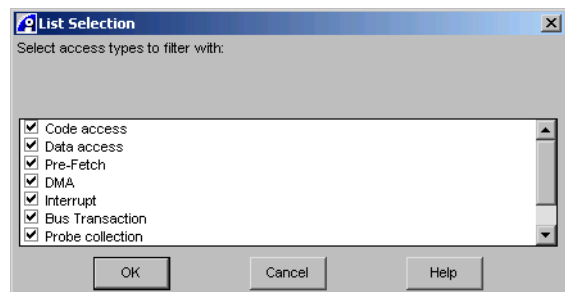 List Selection
Select access types to filter with:
Code access
Data access
Pre-Fetch
DMA
Interrupt
Bus Transaction
Probe collection
OK Cancel Help